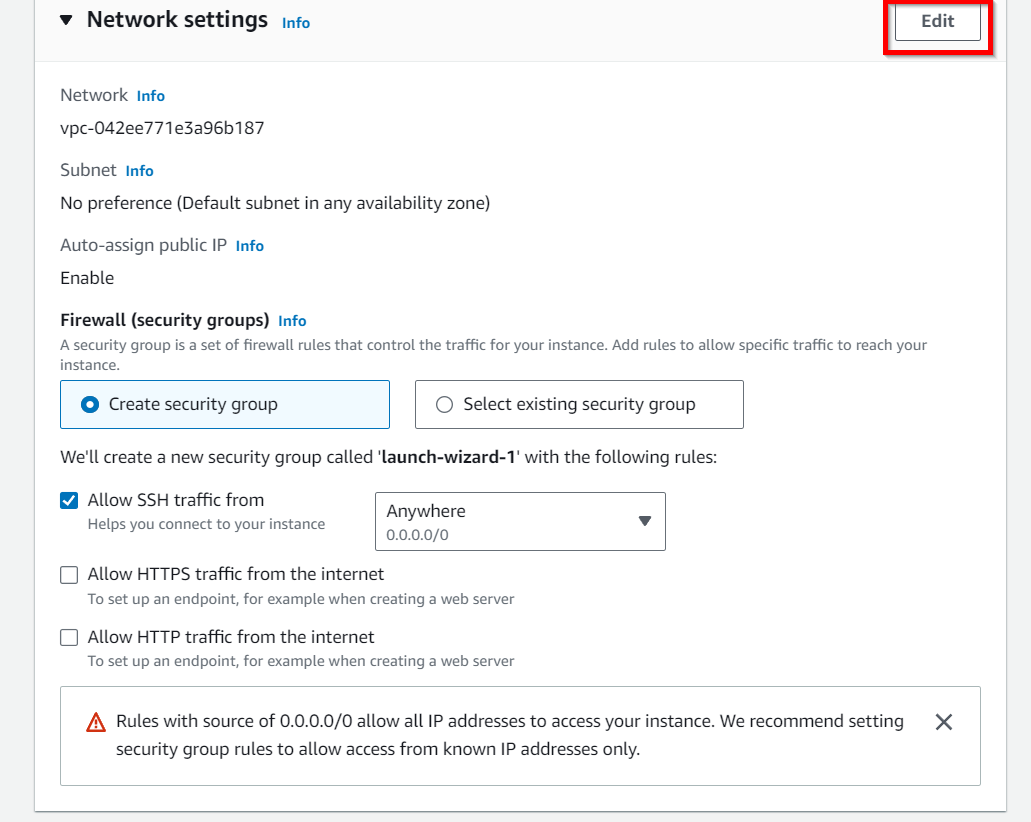 Network settings Info
Edit
Network Info
vpc-042ee771e3a96b187
Subnet Info
No preference (Default subnet in any availability zone)
Auto-assign public IP Info
Enable
Firewall (security groups) Info
A security group is a set of firewall rules that control the traffic for your instance. Add rules to allow specific traffic to reach your
instance.
Create security group
Select existing security group
We'll create a new security group called 'launch-wizard-1' with the following rules:
Allow SSH traffic from
Helps you connect to your instance
Anywhere
0.0.0.0/0
Allow HTTPS traffic from the internet
To set up an endpoint, for example when creating a web server
Allow HTTP traffic from the internet
To set up an endpoint, for example when creating a web server
Rules with source of 0.0.0.0/0 allow all IP addresses to access your instance. We recommend setting
security group rules to allow access from known IP addresses only.